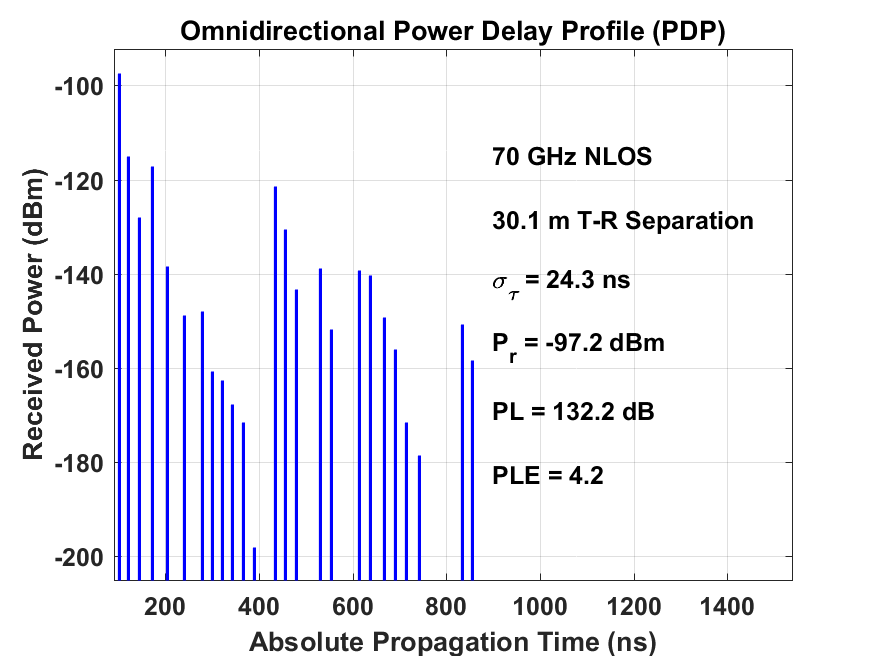 Omnidirectional Power Delay Profile (PDP)
Received Power (dBm)
-100
-120
-140
-160
-180
-200
70 GHz NLOS
30.1 m T-R Separation
σ_τ = 24.3 ns
P_r = -97.2 dBm
PL = 132.2 dB
PLE = 4.2
200 400 600 800 1000 1200 1400
Absolute Propagation Time (ns)